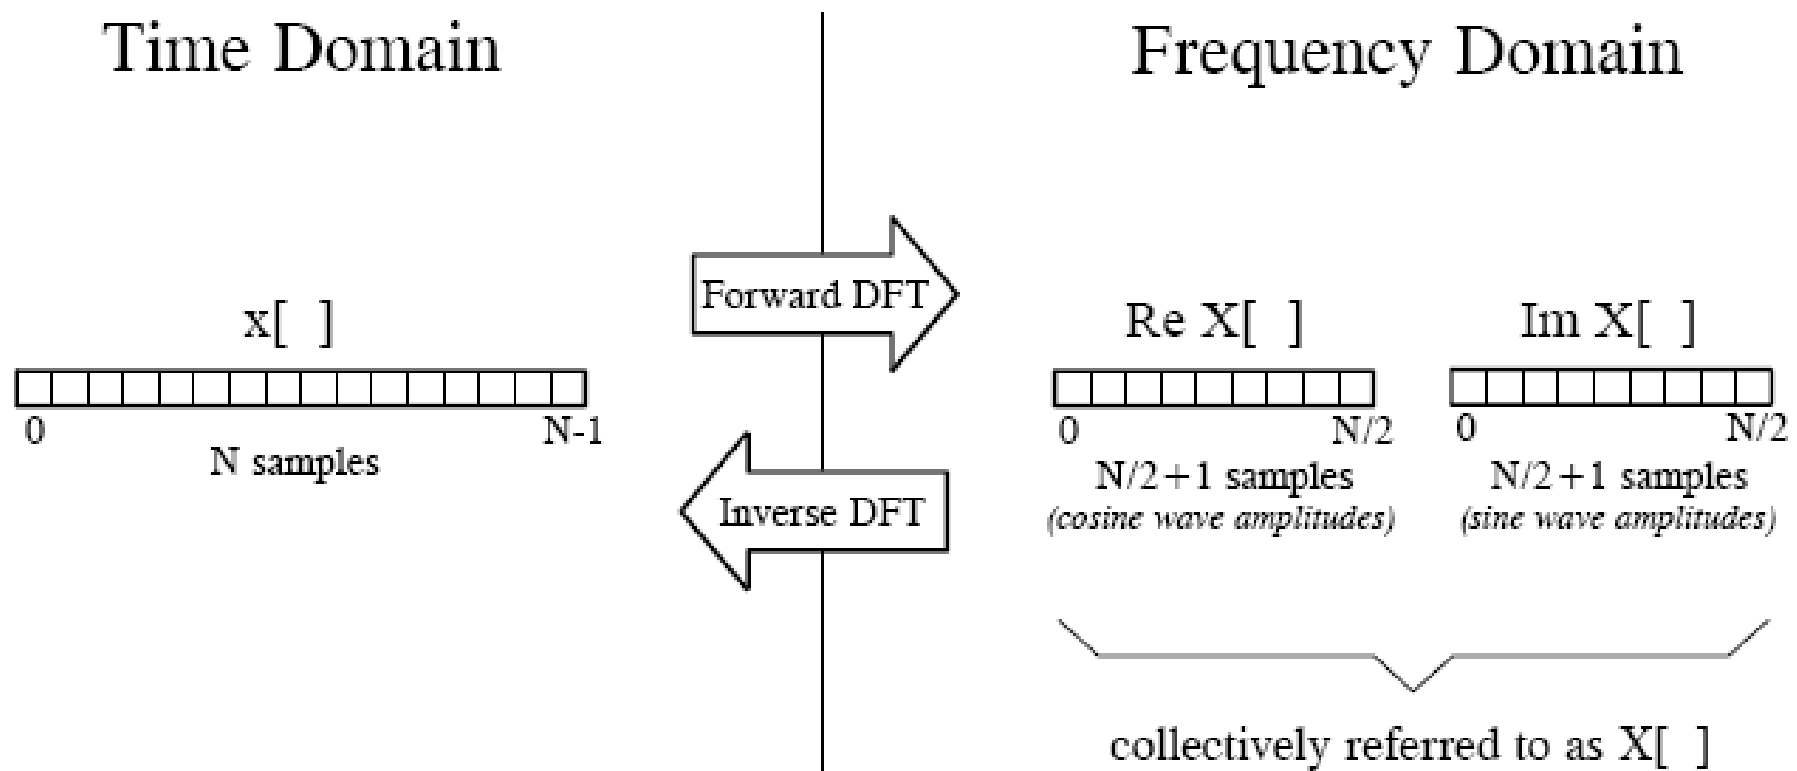 Time Domain
Frequency Domain
Forward DFT
x[ ]
0
N-1
N samples
Inverse DFT
Re X[ ]
0
N/2
N/2+1 samples
(cosine wave amplitudes)
Im X[ ]
0
N/2
N/2+1 samples
(sine wave amplitudes)
collectively referred to as X[ ]